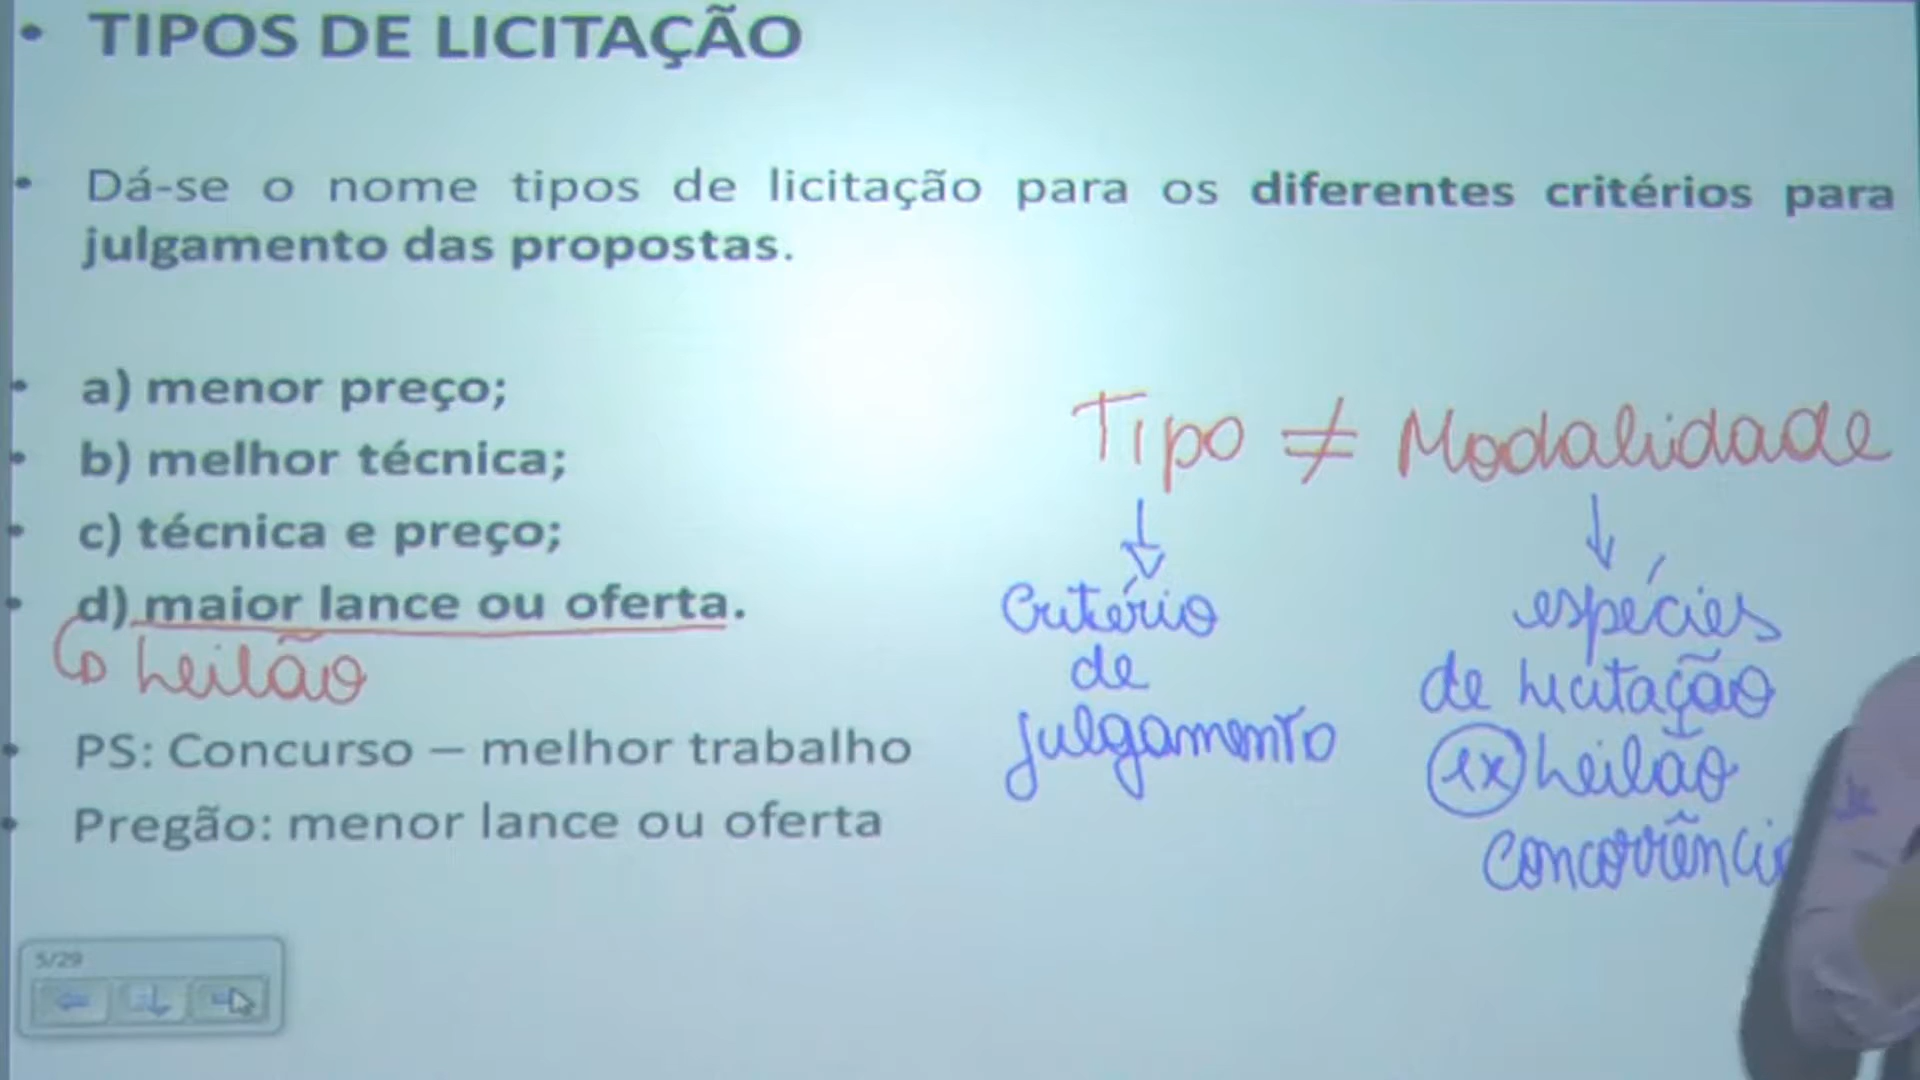 • TIPOS DE LICITAÇÃO
• Dá-se o nome tipos de licitação para os diferentes critérios para
julgamento das propostas.
• a) menor preço;
• b) melhor técnica;
• c) técnica e preço;
• d) maior lance ou oferta.
Leilão
• PS: Concurso – melhor trabalho
• Pregão: menor lance ou oferta
Tipo ≠ Modalidade
Critério
de
julgamento
espécies
de licitação
ex Leilão
concorrênci
5/29